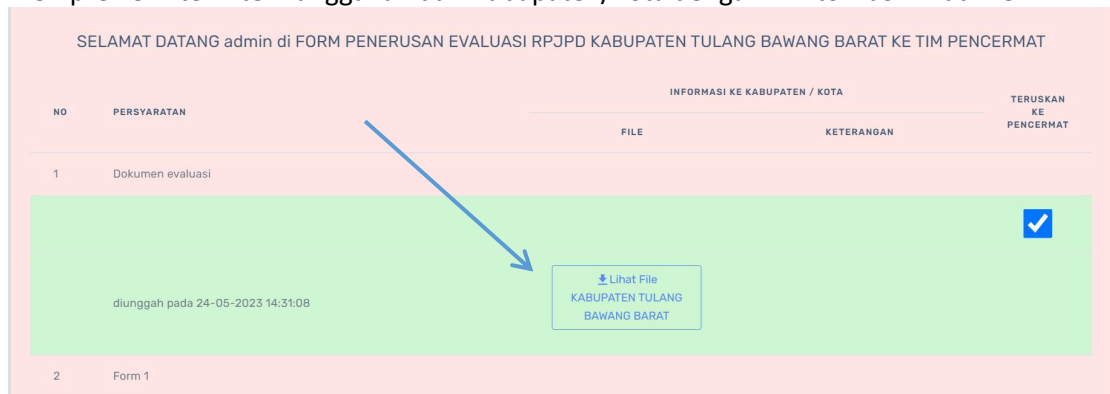 SELAMAT DATANG admin di FORM PENERUSAN EVALUASI RPJPD KABUPATEN TULANG BAWANG BARAT KE TIM PENCERMAT
NO
PERSYARATAN
INFORMASI KE KABUPATEN / KOTA
FILE
KETERANGAN
TERUSKAN
KE
PENCERMAT
1 Dokumen evaluasi
diunggah pada 24-05-2023 14:31:08
Lihat File
KABUPATEN TULANG
BAWANG BARAT
2 Form 1